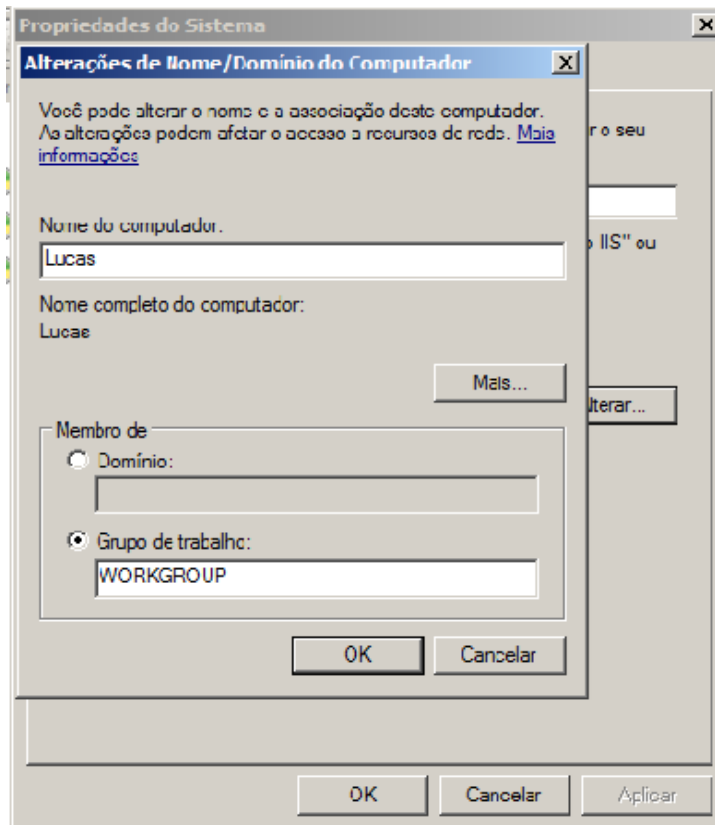 Propriedades do Sistema
Alterações de Nome/Domínio do Computador
Você pode alterar o nome e a associação deste computador.
As alterações podem afetar o acesso a recursos de rede. Mais
informações
r o seu
Nome do computador:
o IIS" ou
Lucas
Nome completo do computador:
Lucas
Mais...
lterar...
Membro de
Domínio:
Grupo de trabalho:
WORKGROUP
OK
Cancelar
OK
Cancelar
Aplicar